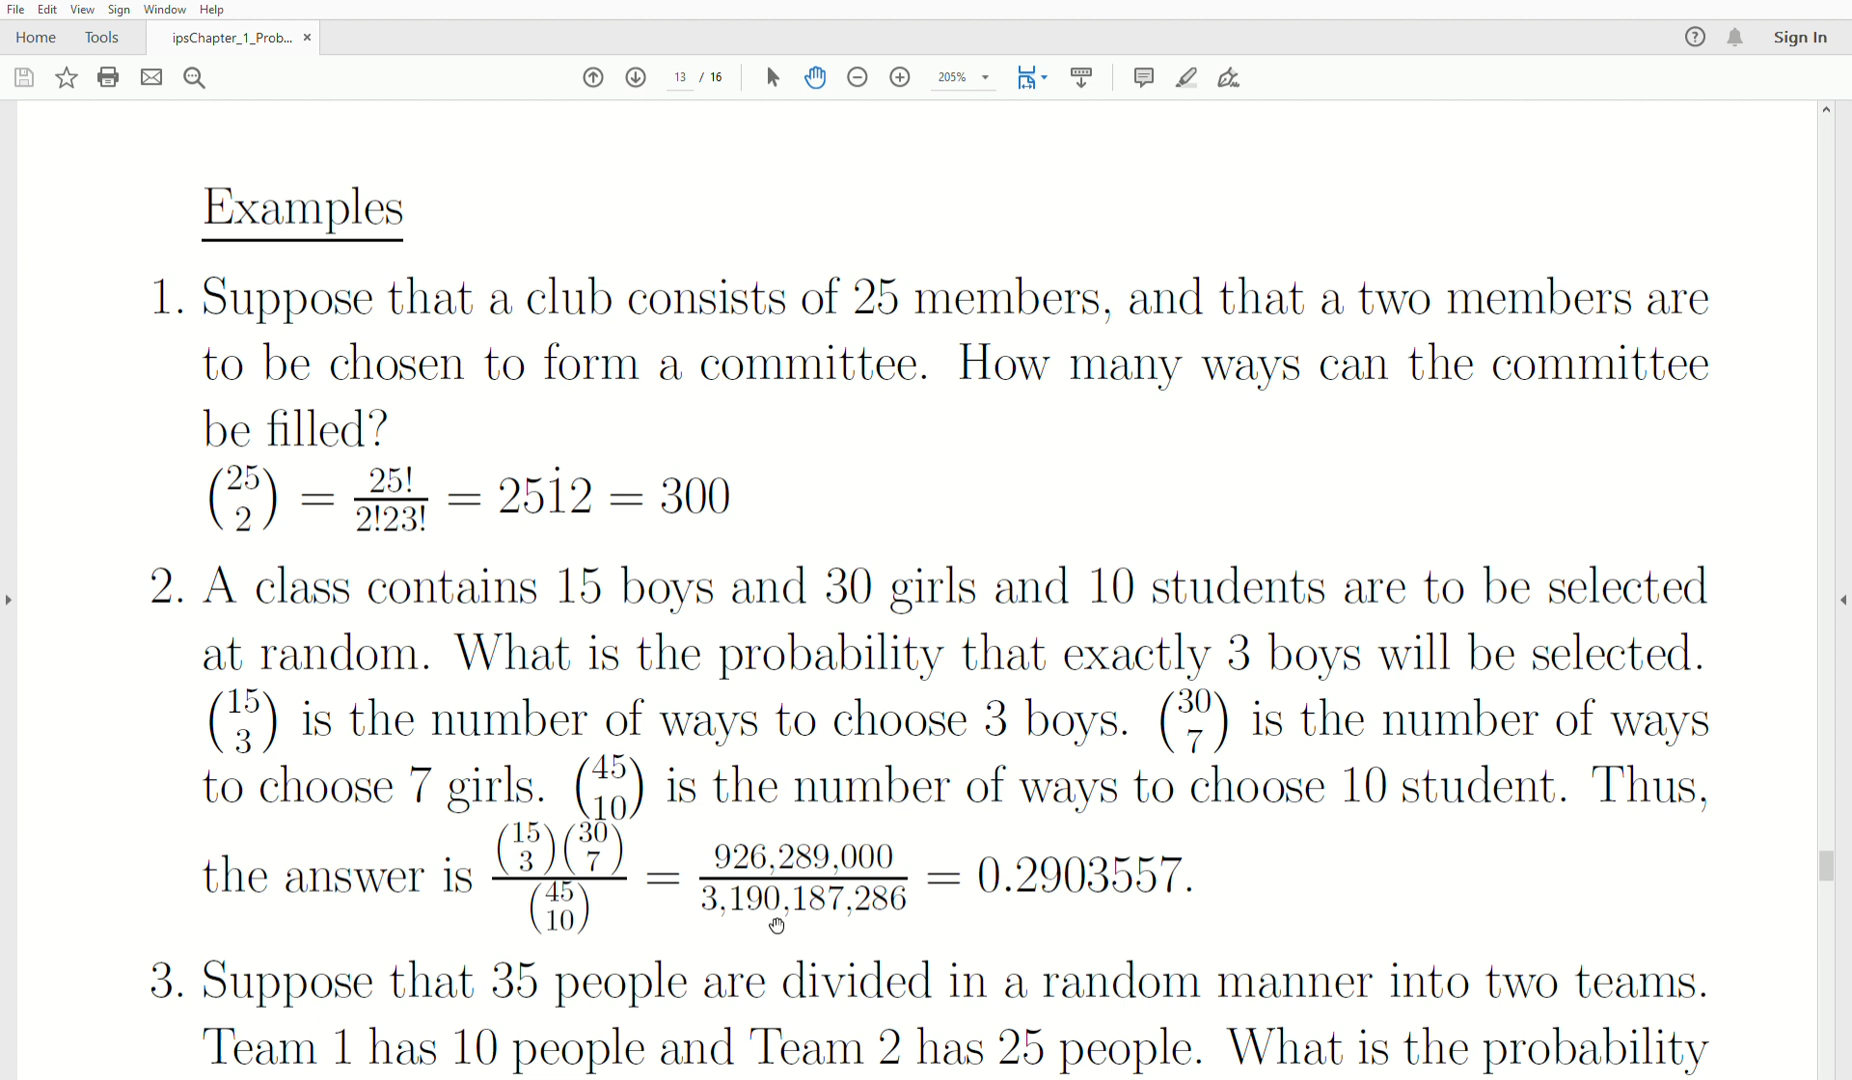 File Edit View Sign Window Help
Home Tools ipsChapter_1_Prob... × ? Sign In
13 / 16 205%
Examples
1. Suppose that a club consists of 25 members, and that a two members are
to be chosen to form a committee. How many ways can the committee
be filled?
(25 2) = 25!/2!23! = 251̇2 = 300
2. A class contains 15 boys and 30 girls and 10 students are to be selected
at random. What is the probability that exactly 3 boys will be selected.
(15 3) is the number of ways to choose 3 boys. (30 7) is the number of ways
to choose 7 girls. (45 10) is the number of ways to choose 10 student. Thus,
the answer is (15 3)(30 7)/(45 10) = 926,289,000/3,190,187,286 = 0.2903557.
3. Suppose that 35 people are divided in a random manner into two teams.
Team 1 has 10 people and Team 2 has 25 people. What is the probability